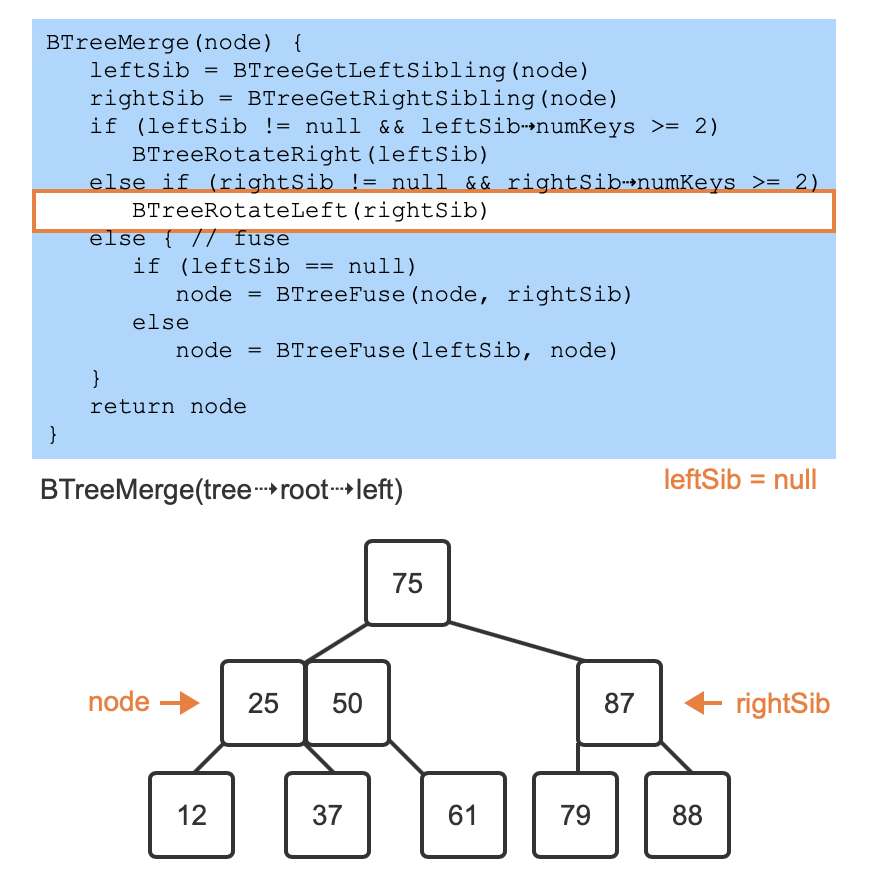 BTreeMerge(node) {
   leftSib = BTreeGetLeftSibling(node)
   rightSib = BTreeGetRightSibling(node)
   if (leftSib != null && leftSib⇢numKeys >= 2)
      BTreeRotateRight(leftSib)
   else if (rightSib != null && rightSib⇢numKeys >= 2)
      BTreeRotateLeft(rightSib)
   else { // fuse
      if (leftSib == null)
         node = BTreeFuse(node, rightSib)
      else
         node = BTreeFuse(leftSib, node)
   }
   return node
}
BTreeMerge(tree⇢root⇢left)
leftSib = null
75
node
25 50
87
rightSib
12 37 61 79 88